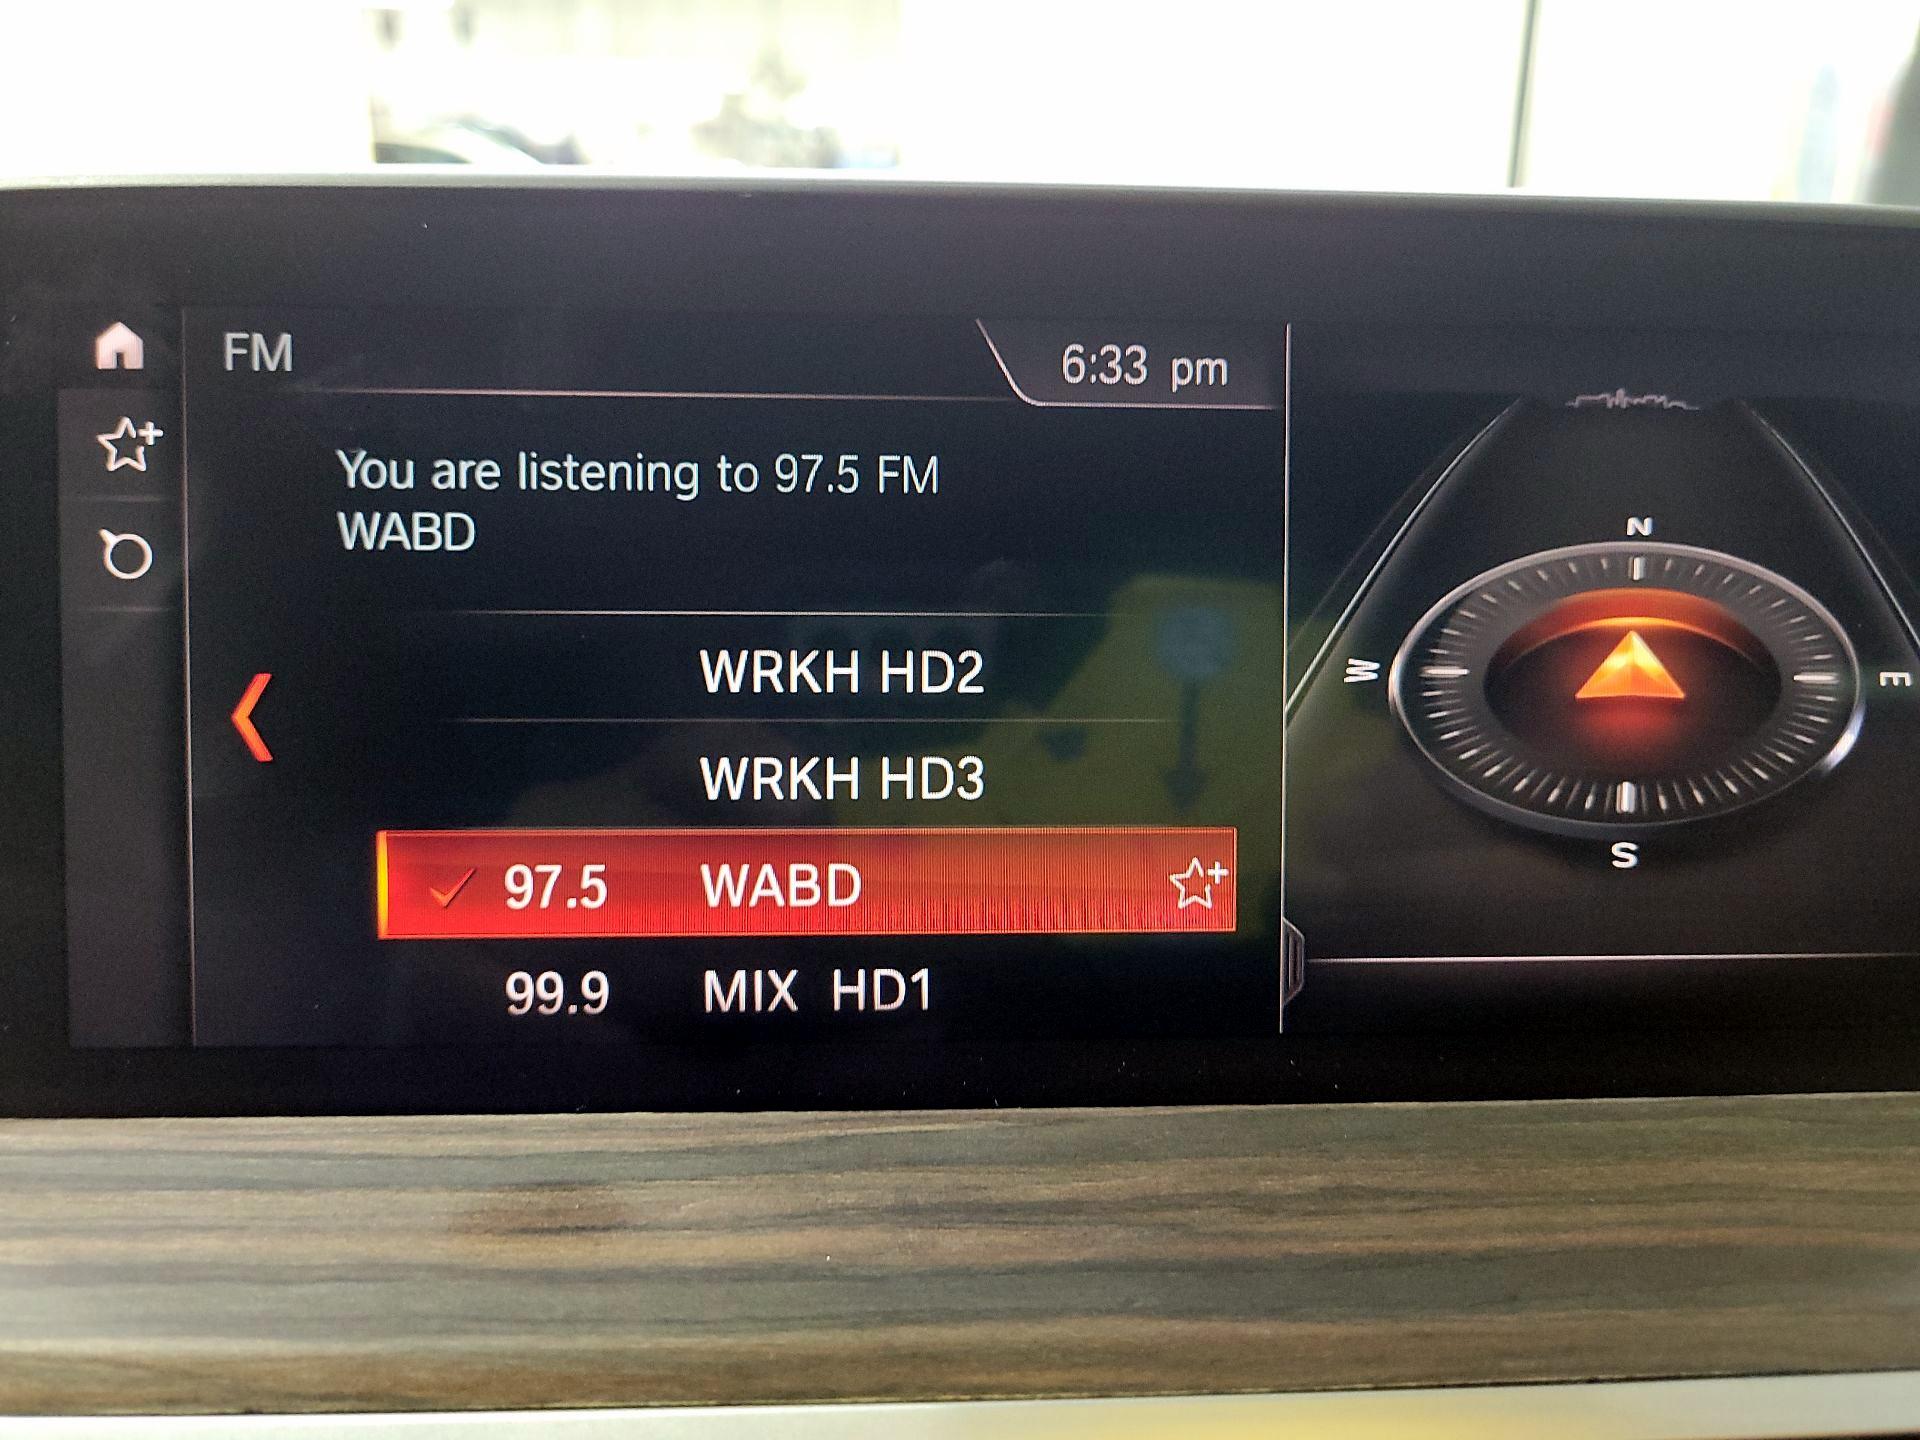 FM
6:33 pm
You are listening to 97.5 FM
WABD
WRKH HD2
WRKH HD3
97.5 WABD
99.9 MIX HD1
N
W
E
S